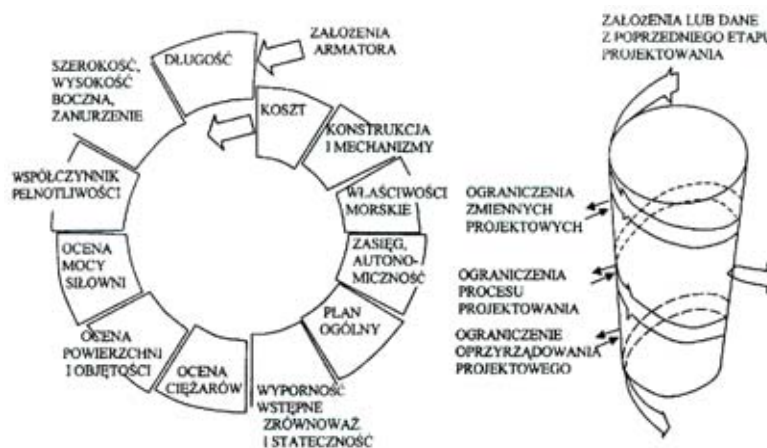 ZAŁOŻENIA
ARMATORA
DŁUGOŚĆ
SZEROKOŚĆ,
WYSOKOŚĆ
BOCZNA,
ZANURZENIE
WSPÓŁCZYNNIK
PEŁNOTLIWOŚCI
OCENA
MOCY
SIŁOWNI
OCENA
POWIERZCHNI
I OBJĘTOŚCI
OCENA
CIĘŻARÓW
WYPORNOŚĆ
WSTĘPNE
ZRÓWNOWAŻ
I STATECZNOŚĆ
PLAN
OGÓLNY
ZASIĘG,
AUTONO-
MICZNOŚĆ
WŁAŚCIWOŚCI
MORSKIE
KONSTRUKCJA
I MECHANIZMY
KOSZT
ZAŁOŻENIA LUB DANE
Z POPRZEDNIEGO ETAPU
PROJEKTOWANIA
OGRANICZENIA
ZMIENNYCH
PROJEKTOWYCH
OGRANICZENIA
PROCESU
PROJEKTOWANIA
OGRANICZENIE
OPRZYRZĄDOWANIA
PROJEKTOWEGO